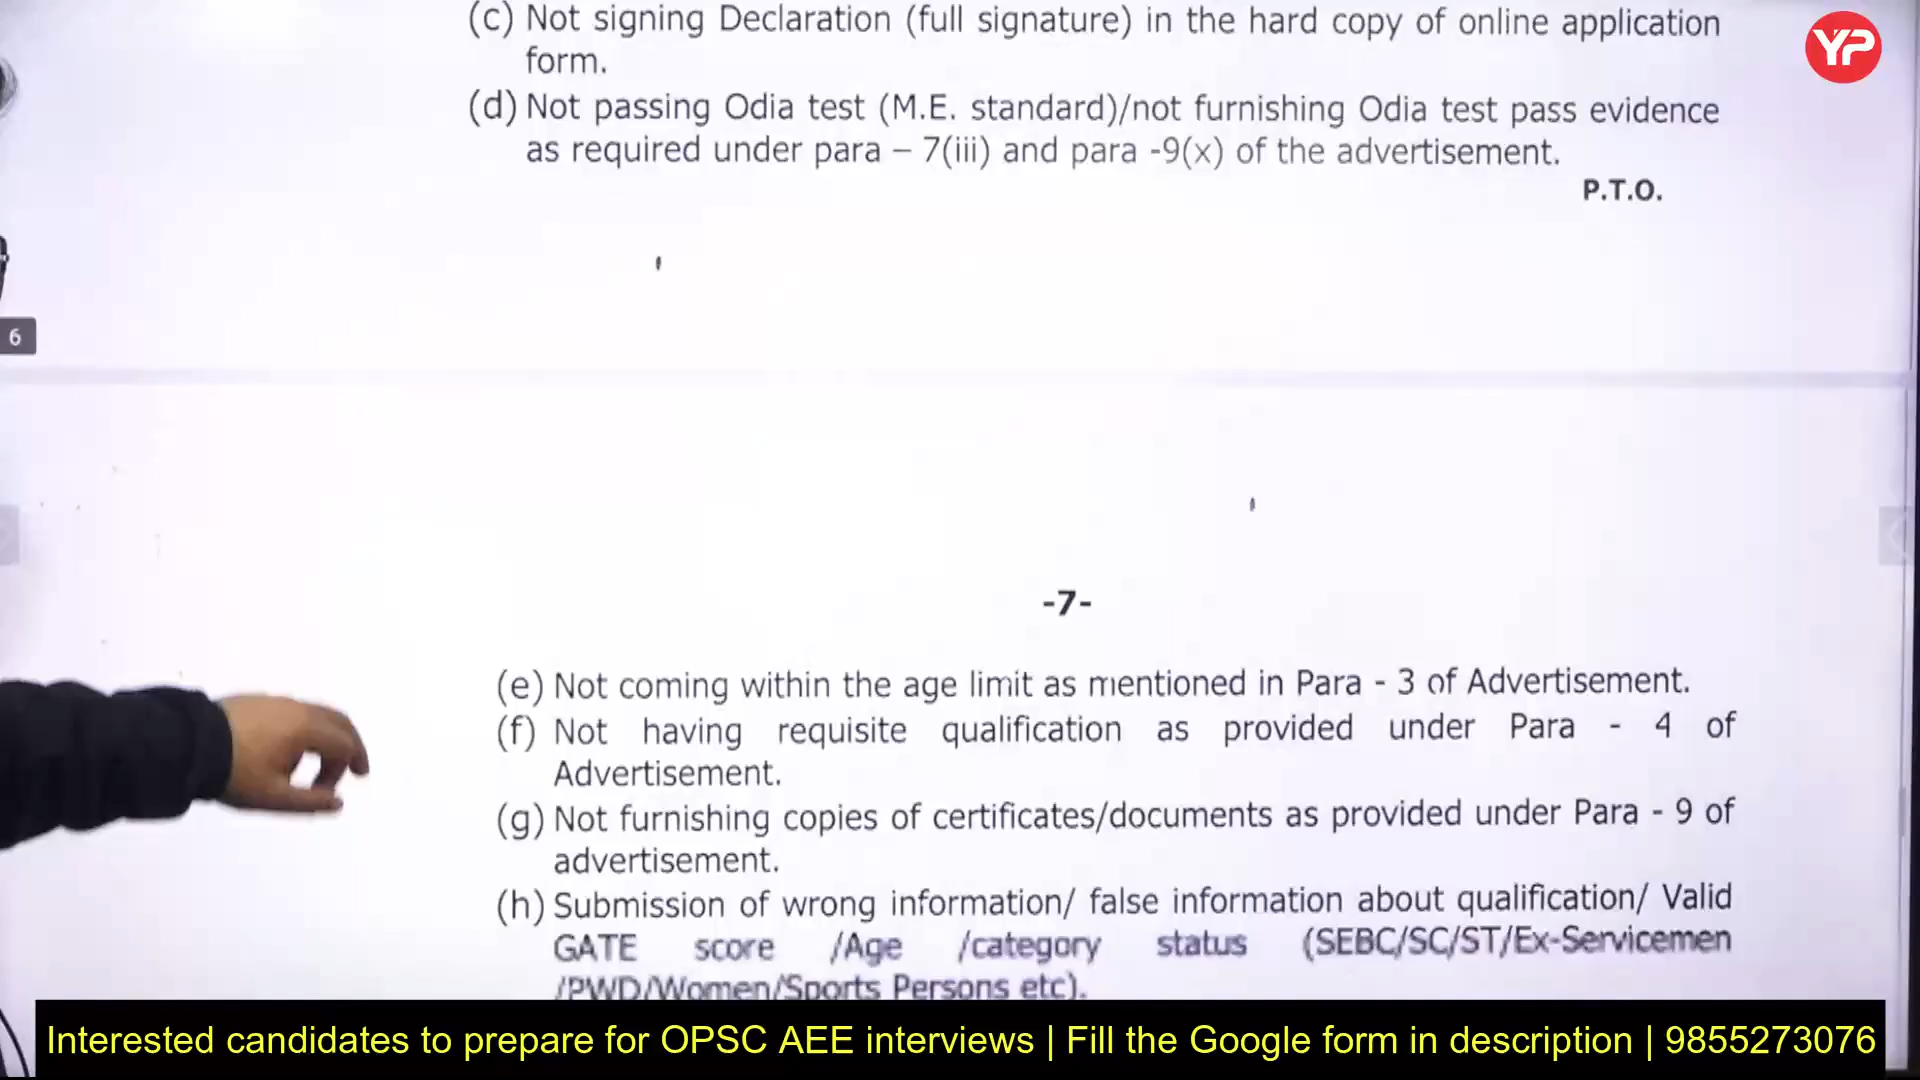 (c) Not signing Declaration (full signature) in the hard copy of online application
form.
(d) Not passing Odia test (M.E. standard)/not furnishing Odia test pass evidence
as required under para – 7(iii) and para -9(x) of the advertisement.
P.T.O.
6
-7-
(e) Not coming within the age limit as mentioned in Para - 3 of Advertisement.
(f) Not having requisite qualification as provided under Para - 4 of
Advertisement.
(g) Not furnishing copies of certificates/documents as provided under Para - 9 of
advertisement.
(h) Submission of wrong information/ false information about qualification/ Valid
GATE score /Age /category status (SEBC/SC/ST/Ex-Servicemen
/PWD/Women/Sports Persons etc).
Interested candidates to prepare for OPSC AEE interviews | Fill the Google form in description | 9855273076
YP